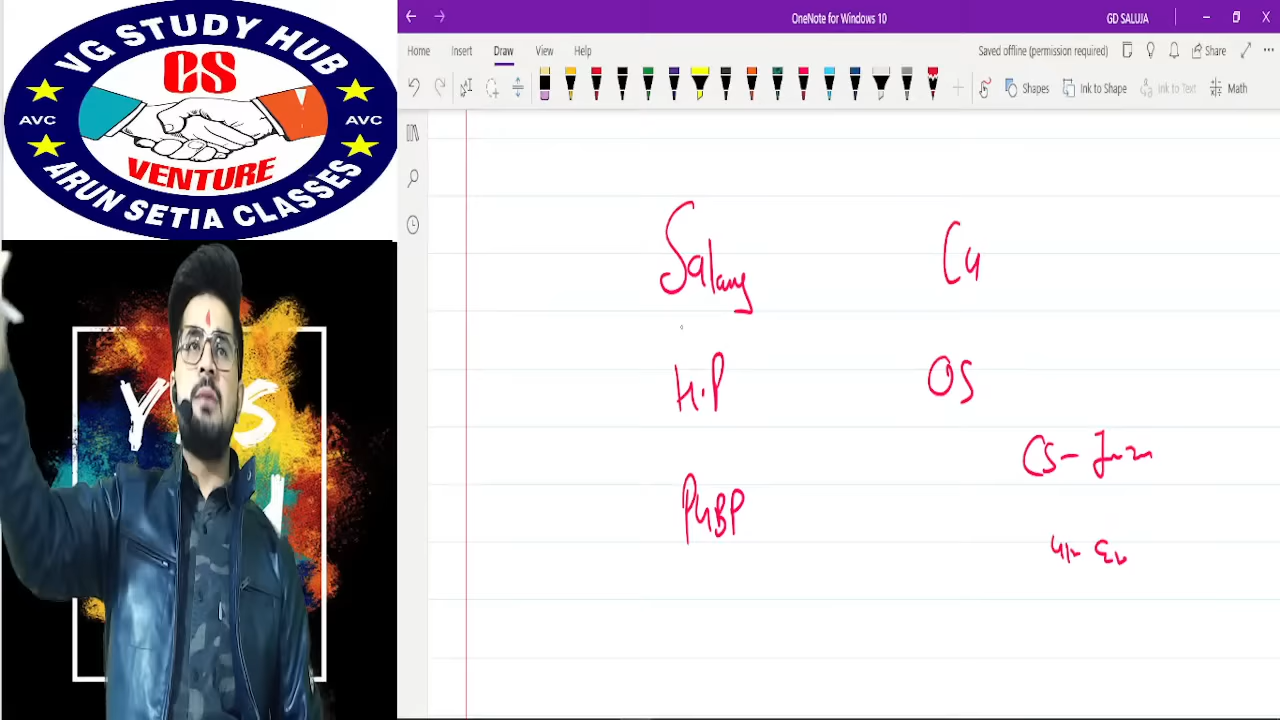 VG STUDY HUB
CS
AVC
AVC
VENTURE
ARUN SETIA CLASSES
OneNote for Windows 10
GD SALUJA
Home Insert Draw View Help
Saved offline (permission required)
Share
Shapes
Ink to Shape
Ink to Text
Math
Salary
H.P
PGBP
CG
OS
CS -